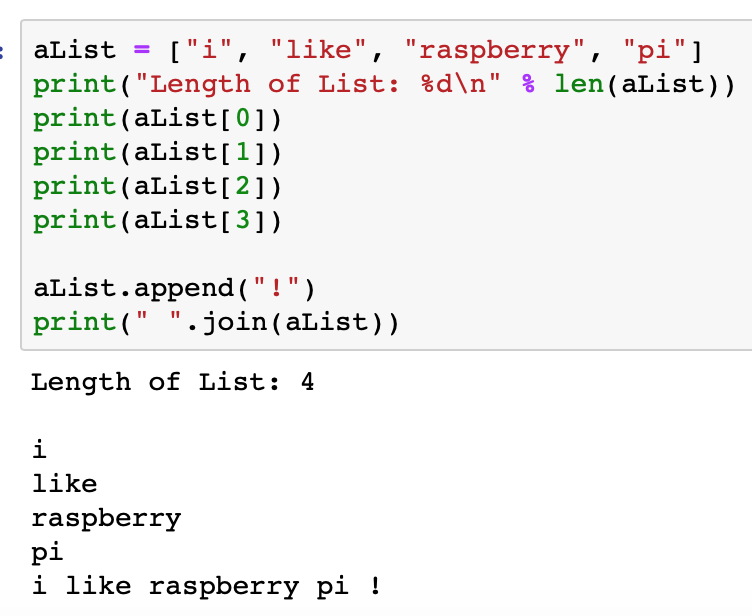 :
aList = ["i", "like", "raspberry", "pi"]
print("Length of List: %d\n" % len(aList))
print(aList[0])
print(aList[1])
print(aList[2])
print(aList[3])
aList.append("!")
print(" ".join(aList))
Length of List: 4
i
like
raspberry
pi
i like raspberry pi !